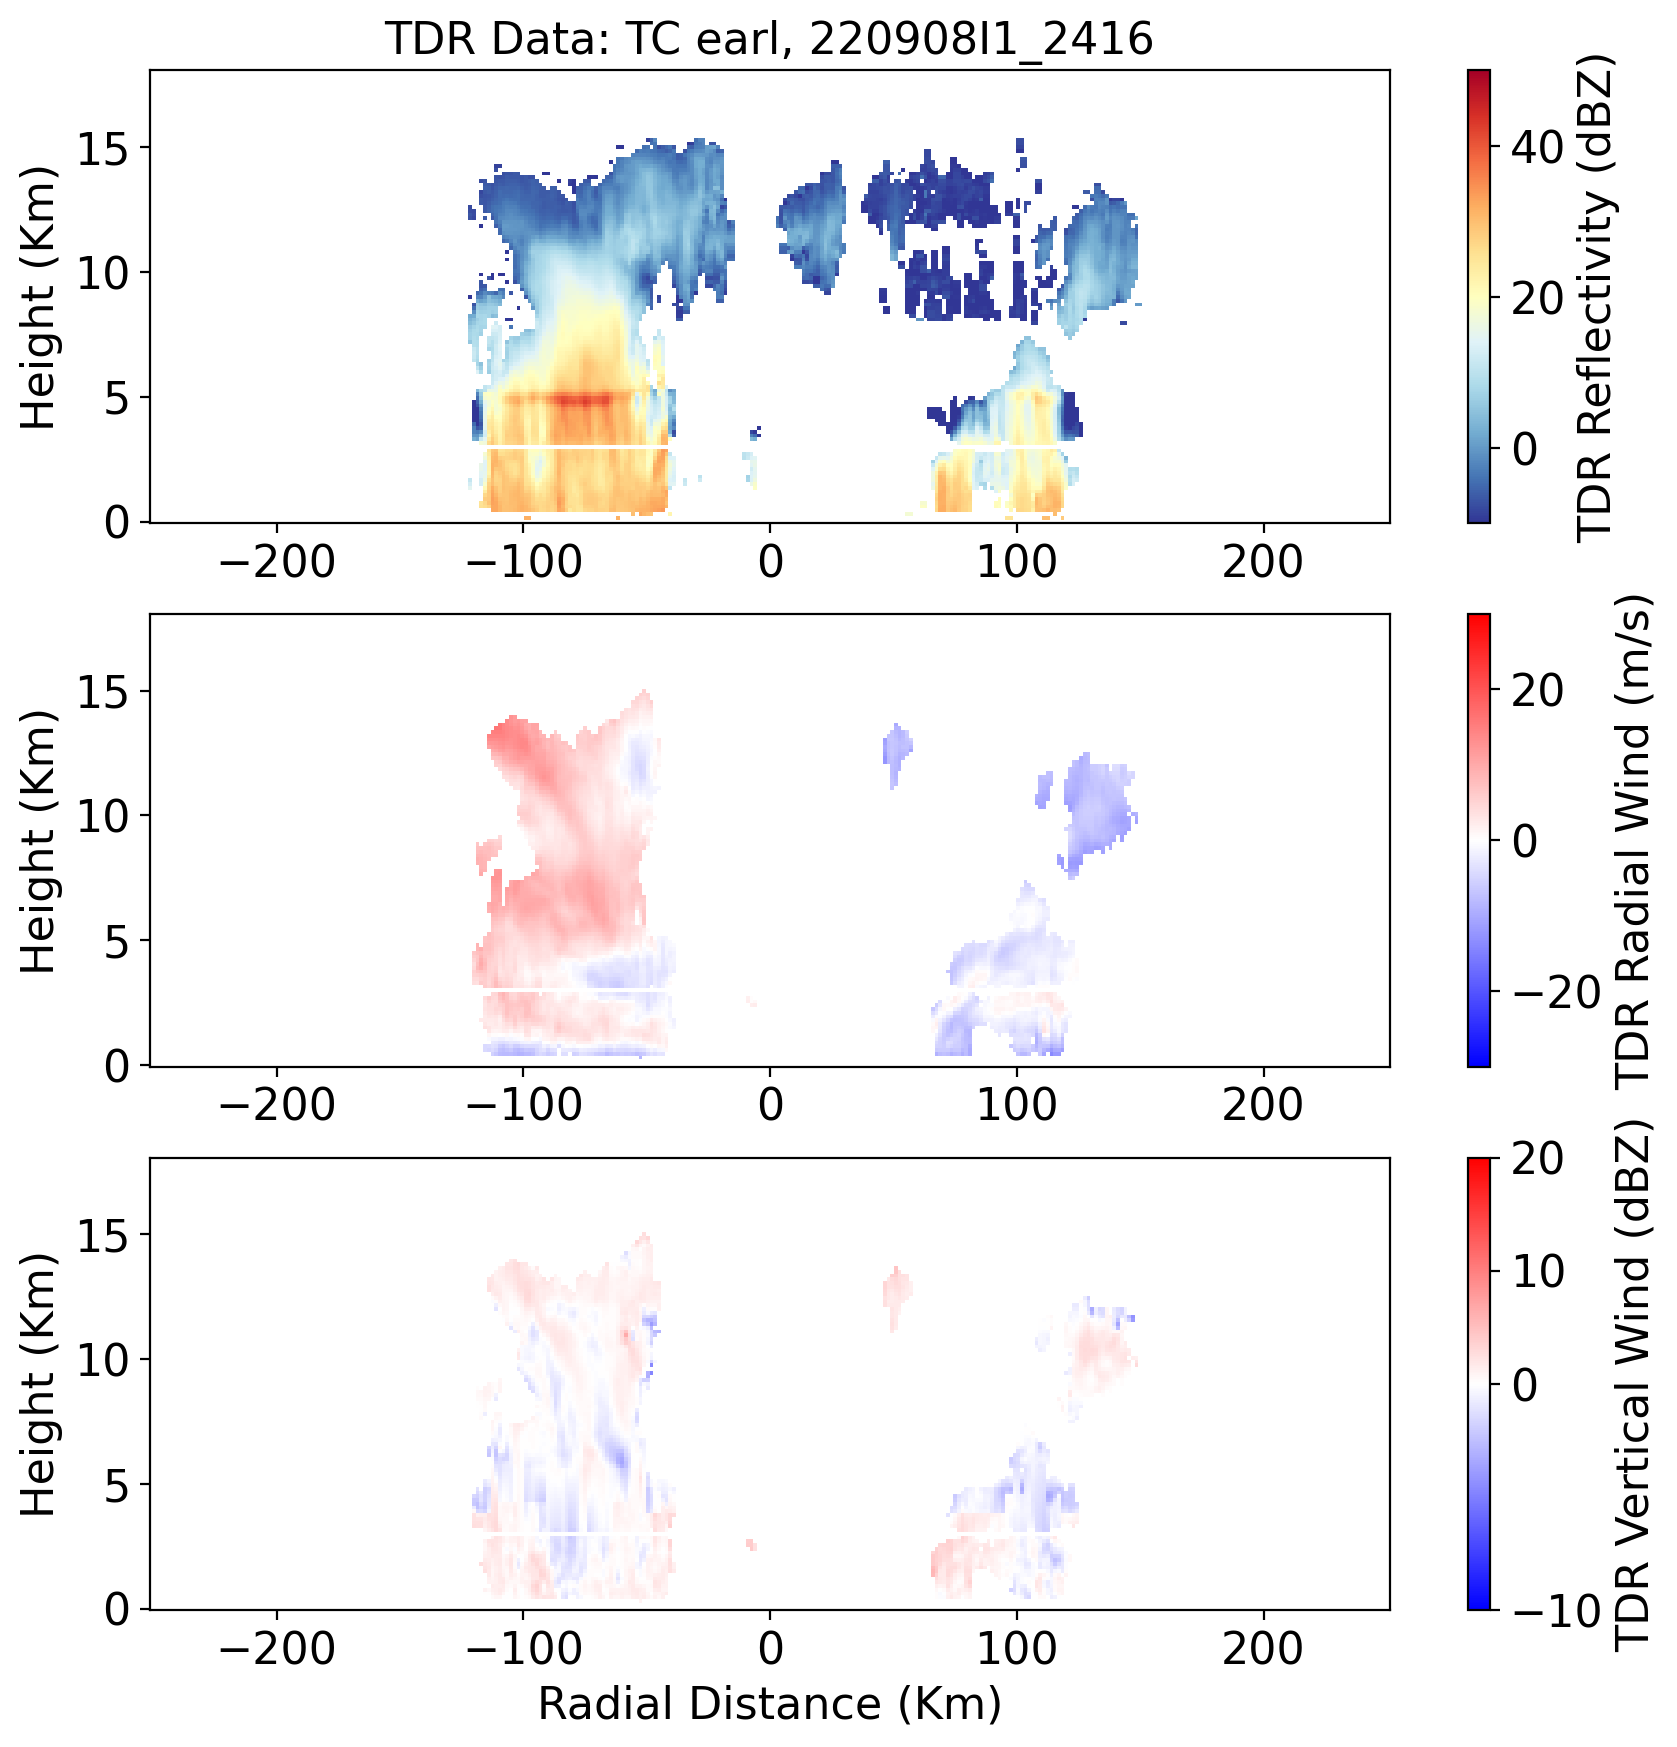 TDR Data: TC earl, 220908I1_2416
15
10
5
0
Height (Km)
−200 −100 0 100 200
40
20
0
TDR Reflectivity (dBZ)
15
10
5
0
Height (Km)
−200 −100 0 100 200
20
0
−20
TDR Radial Wind (m/s)
15
10
5
0
Height (Km)
−200 −100 0 100 200
Radial Distance (Km)
20
10
0
−10
TDR Vertical Wind (dBZ)